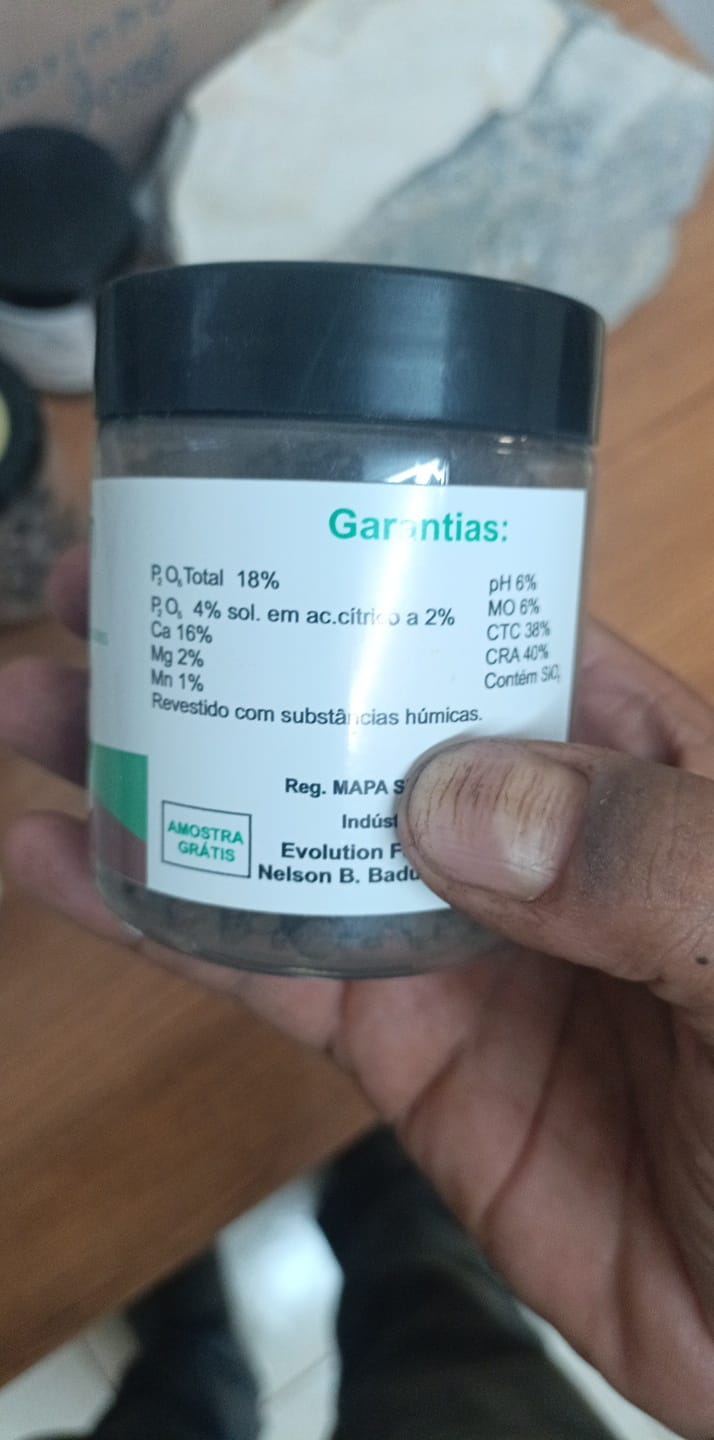 José
Garantias:
P₂O₅ Total 18%
P₂O₅ 4% sol. em ac.cítrico a 2%
Ca 16%
Mg 2%
Mn 1%
Revestido com substâncias húmicas.
pH 6%
MO 6%
CTC 38%
CRA 40%
Contém SiO₂
Reg. MAPA
AMOSTRA
GRÁTIS
Evolution
Nelson B.